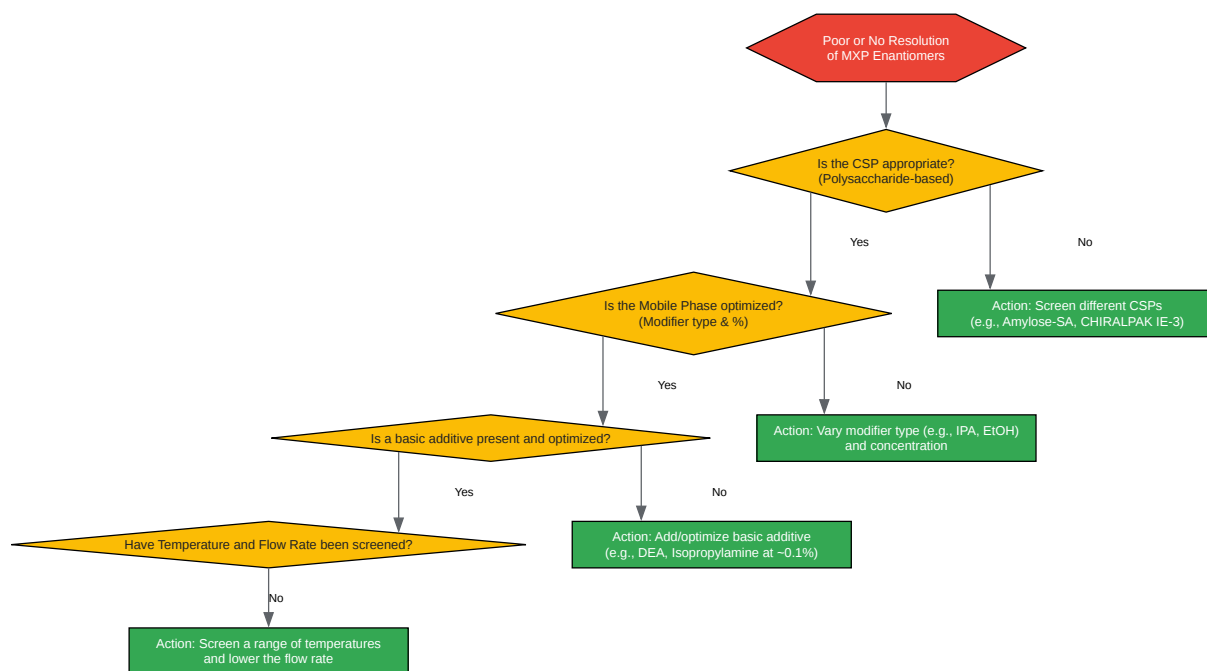 Poor or No Resolution
of MXP Enantiomers
Is the CSP appropriate?
(Polysaccharide-based)
Yes
No
Is the Mobile Phase optimized?
(Modifier type & %)
Action: Screen different CSPs
(e.g., Amylose-SA, CHIRALPAK IE-3)
Yes
No
Is a basic additive present and optimized?
Action: Vary modifier type (e.g., IPA, EtOH)
and concentration
Yes
No
Have Temperature and Flow Rate been screened?
Action: Add/optimize basic additive
(e.g., DEA, Isopropylamine at ~0.1%)
No
Action: Screen a range of temperatures
and lower the flow rate